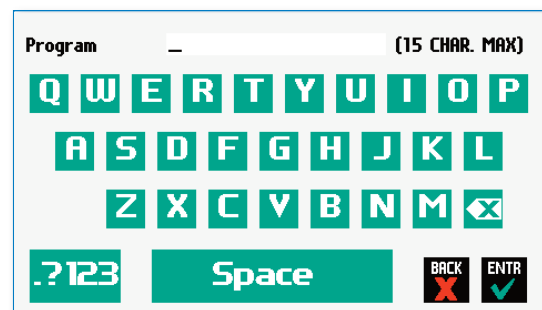 Program _ (15 CHAR. MAX)
Q W E R T Y U I O P
A S D F G H J K L
Z X C V B N M
.?123 Space BACK ENTR